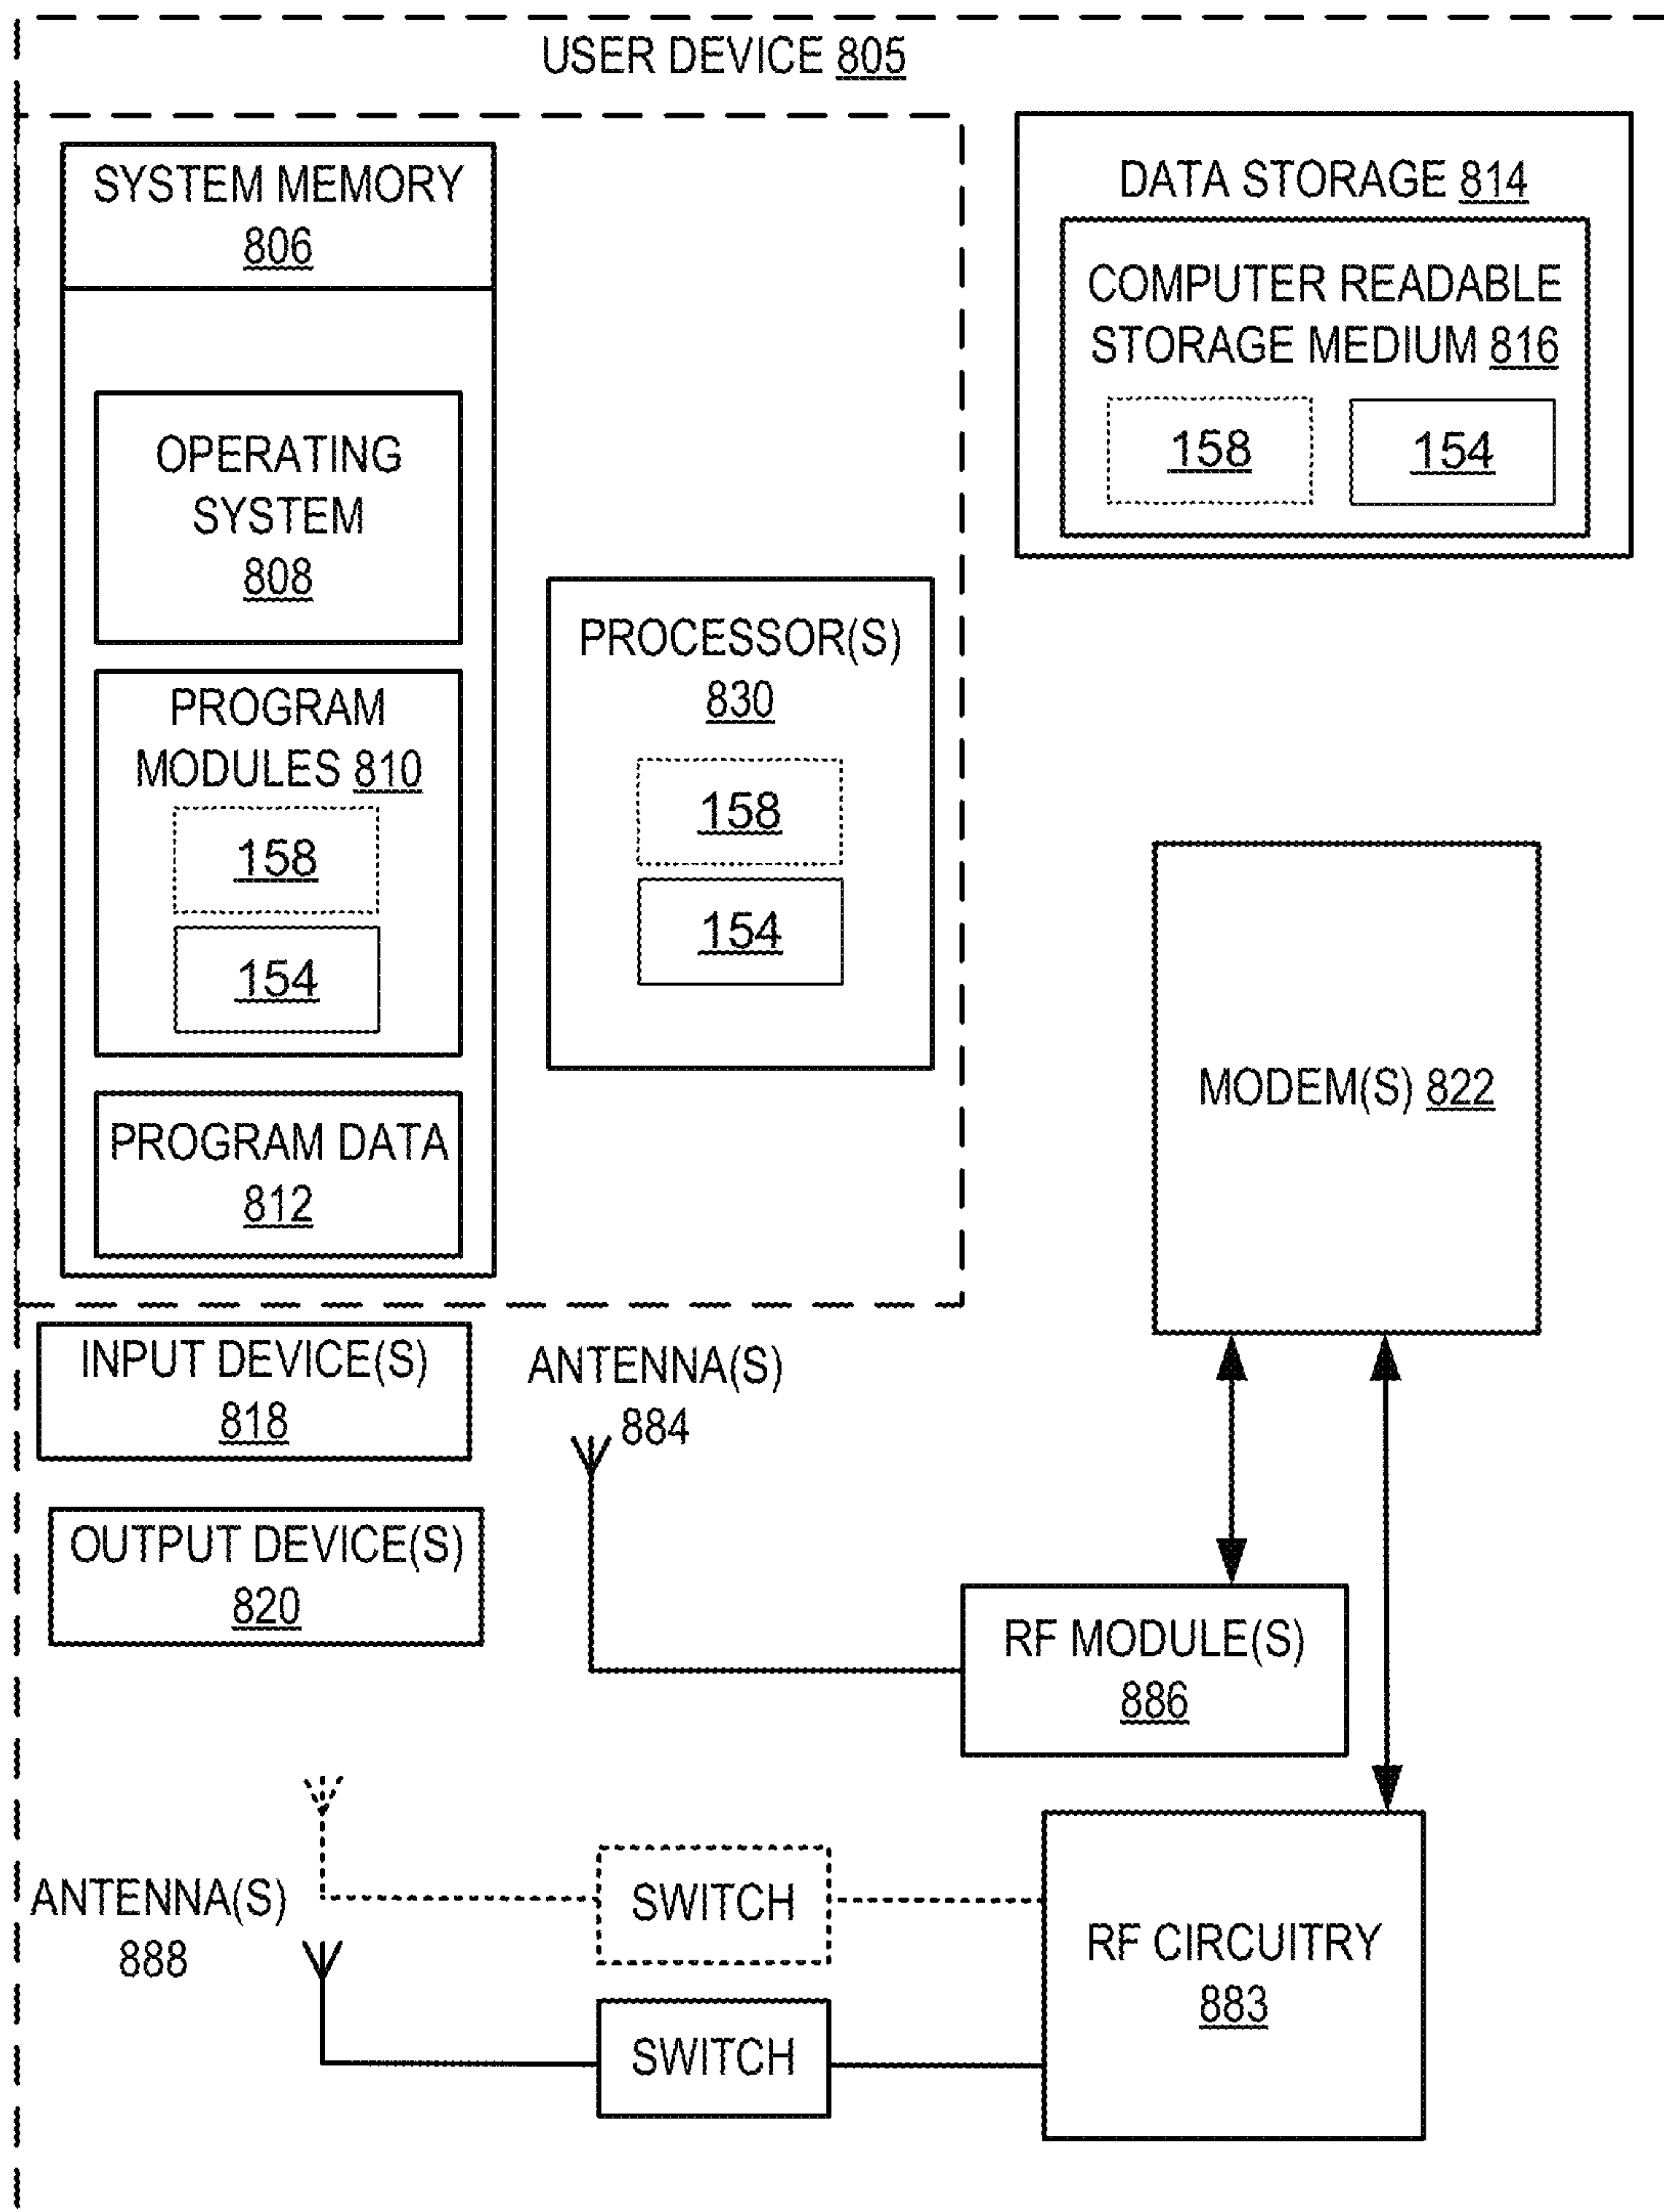 USER DEVICE 805
SYSTEM MEMORY
806
OPERATING
SYSTEM
808
PROGRAM
MODULES 810
158
154
PROGRAM DATA
812
PROCESSOR(S)
830
158
154
DATA STORAGE 814
COMPUTER READABLE
STORAGE MEDIUM 816
158 154
MODEM(S) 822
INPUT DEVICE(S)
818
OUTPUT DEVICE(S)
820
ANTENNA(S)
884
RF MODULE(S)
886
ANTENNA(S)
888
SWITCH
SWITCH
RF CIRCUITRY
883